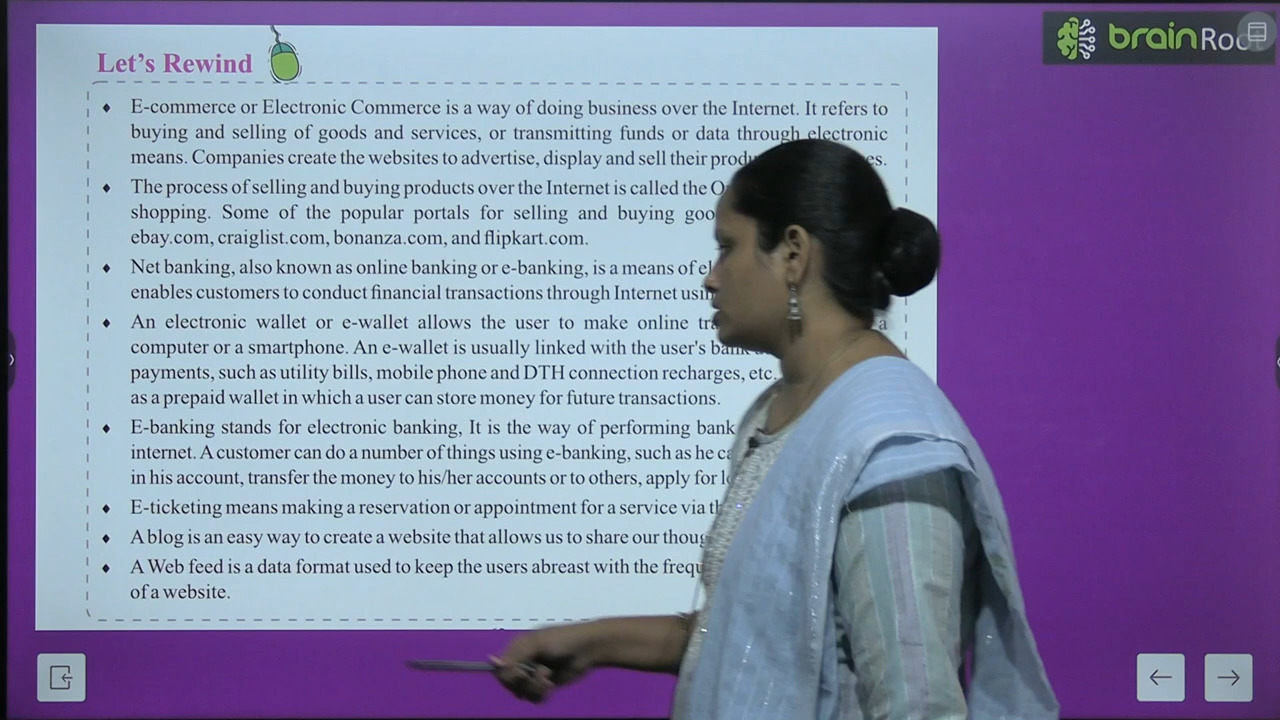 Let's Rewind
brainRoo
E-commerce or Electronic Commerce is a way of doing business over the Internet. It refers to
buying and selling of goods and services, or transmitting funds or data through electronic
means. Companies create the websites to advertise, display and sell their
The process of selling and buying products over the Internet is called the
shopping. Some of the popular portals for selling and buying
ebay.com, craiglist.com, bonanza.com, and flipkart.com.
Net banking, also known as online banking or e-banking, is a means of
enables customers to conduct financial transactions through Internet
An electronic wallet or e-wallet allows the user to make online a
computer or a smartphone. An e-wallet is usually linked with the user's bank
payments, such as utility bills, mobile phone and DTH connection recharges, etc.
as a prepaid wallet in which a user can store money for future transactions.
E-banking stands for electronic banking, It is the way of performing bank
internet. A customer can do a number of things using e-banking, such as he
in his account, transfer the money to his/her accounts or to others, apply for
E-ticketing means making a reservation or appointment for a service via
A blog is an easy way to create a website that allows us to share our
A Web feed is a data format used to keep the users abreast with the
of a website.